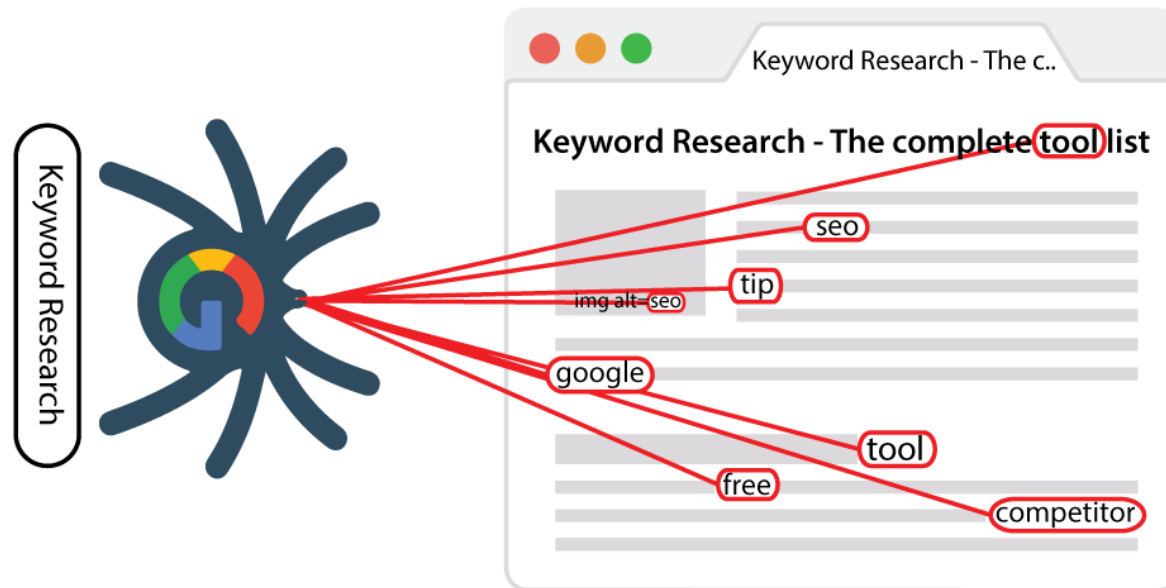 Keyword Research
Keyword Research - The c..
Keyword Research - The complete tool list
seo
tip
img alt=seo
google
tool
free
competitor